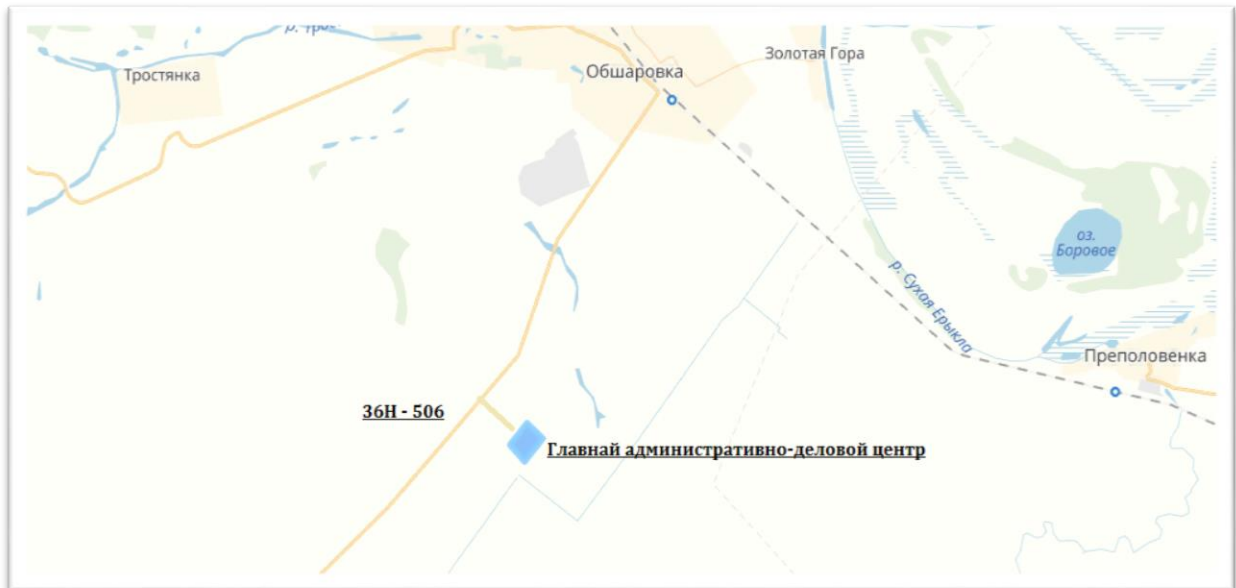 Тростянка
Обшаровка
Золотая Гора
оз.
Боровое
р. Сухая Ерыкла
Преполовенка
36Н - 506
Главнай административно-деловой центр